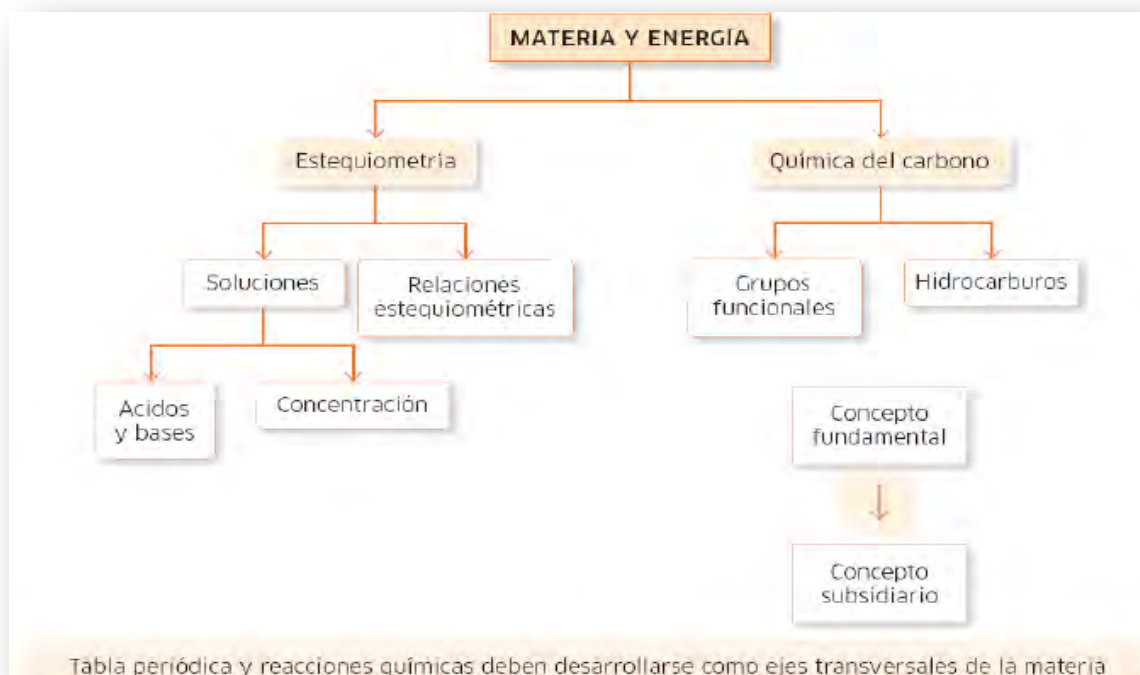 MATERIA Y ENERGÍA
Estequiometría
Química del carbono
Soluciones
Relaciones
estequiométricas
Grupos
funcionales
Hidrocarburos
Acidos
y bases
Concentración
Concepto
fundamental
Concepto
subsidiario
Tabla periódica y reacciones químicas deben desarrollarse como ejes transversales de la materia